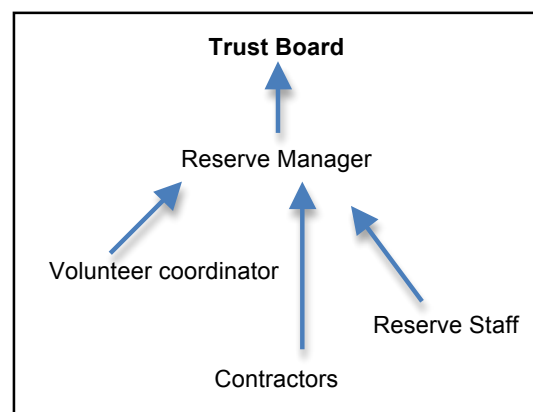 Trust Board
Reserve Manager
Volunteer coordinator
Reserve Staff
Contractors